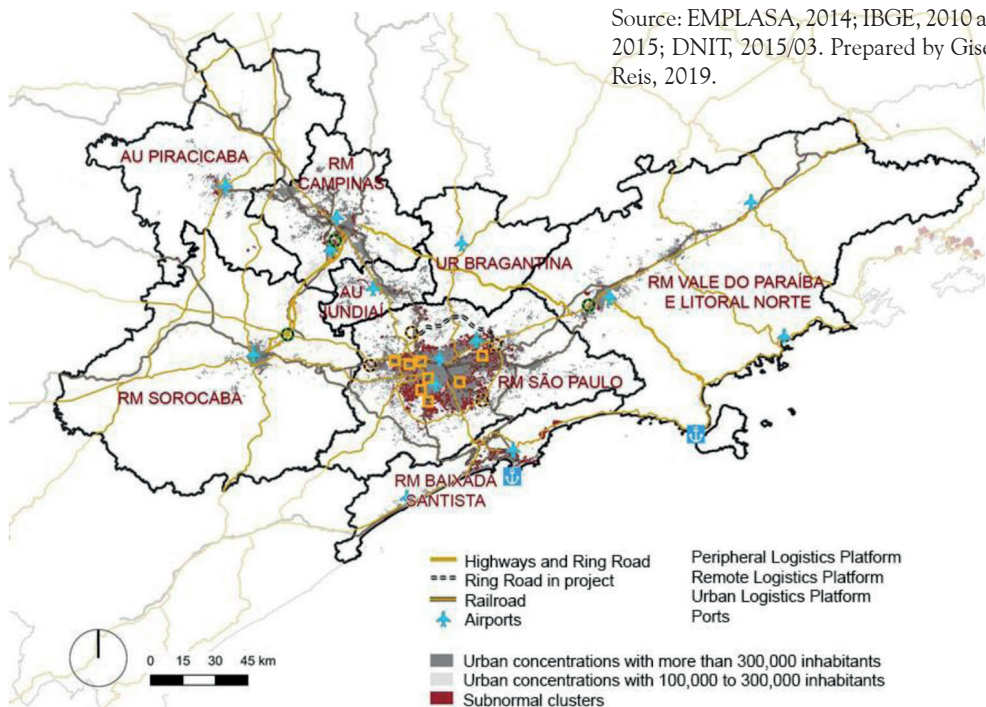 Source: EMPLASA, 2014; IBGE, 2010 a
2015; DNIT, 2015/03. Prepared by Gise
Reis, 2019.
AU PIRACICABA
RM
CAMPINAS
UR BRAGANTINA
AU
JUNDIAÍ
RM VALE DO PARAÍBA
E LITORAL NORTE
RM SOROCABA
RM SÃO PAULO
RM BAIXADA
SANTISTA
Highways and Ring Road
Ring Road in project
Railroad
Airports
Peripheral Logistics Platform
Remote Logistics Platform
Urban Logistics Platform
Ports
0 15 30 45 km
Urban concentrations with more than 300,000 inhabitants
Urban concentrations with 100,000 to 300,000 inhabitants
Subnormal clusters